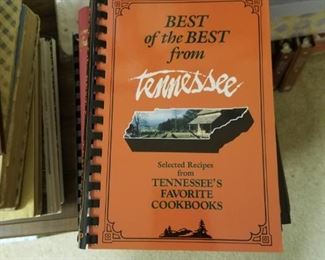 BEST
of the BEST
from
Tennessee
Selected Recipes
from
TENNESSEE'S
FAVORITE
COOKBOOKS